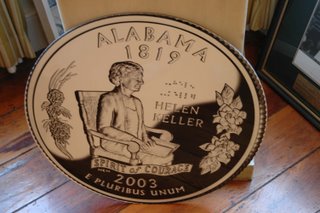 ALABAMA
1819
HELEN
KELLER
SPIRIT of COURAGE
2003
E PLURIBUS UNUM